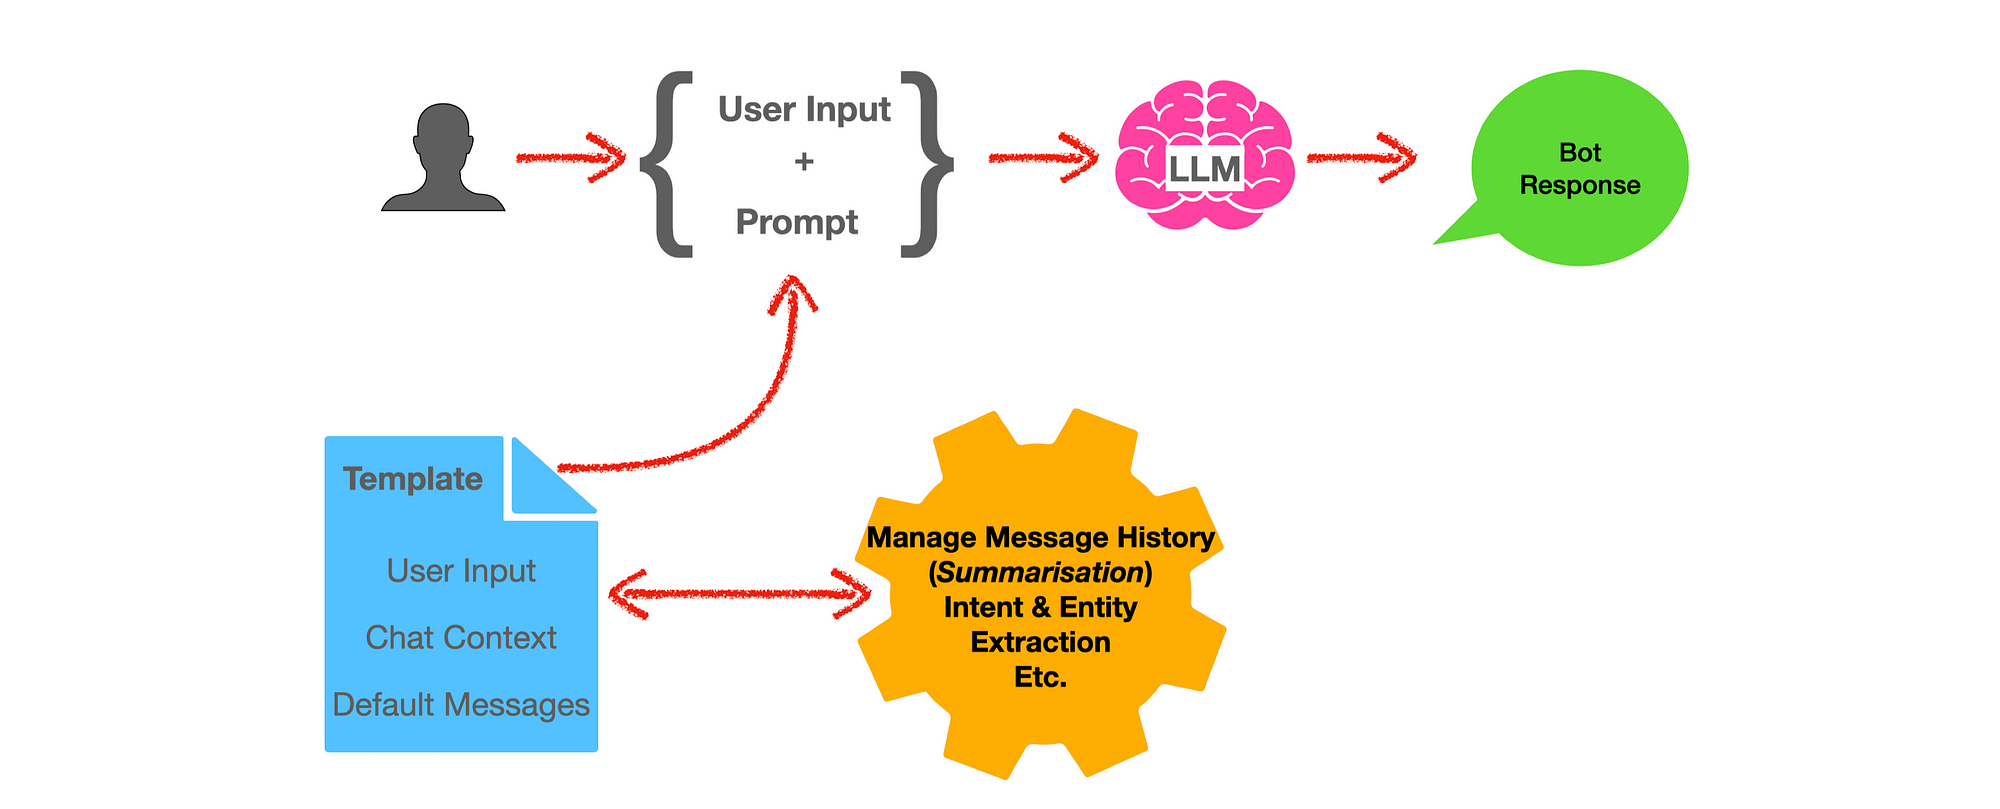 User Input
+
Prompt
LLM
Bot
Response
Template
User Input
Chat Context
Default Messages
Manage Message History
(Summarisation)
Intent & Entity
Extraction
Etc.